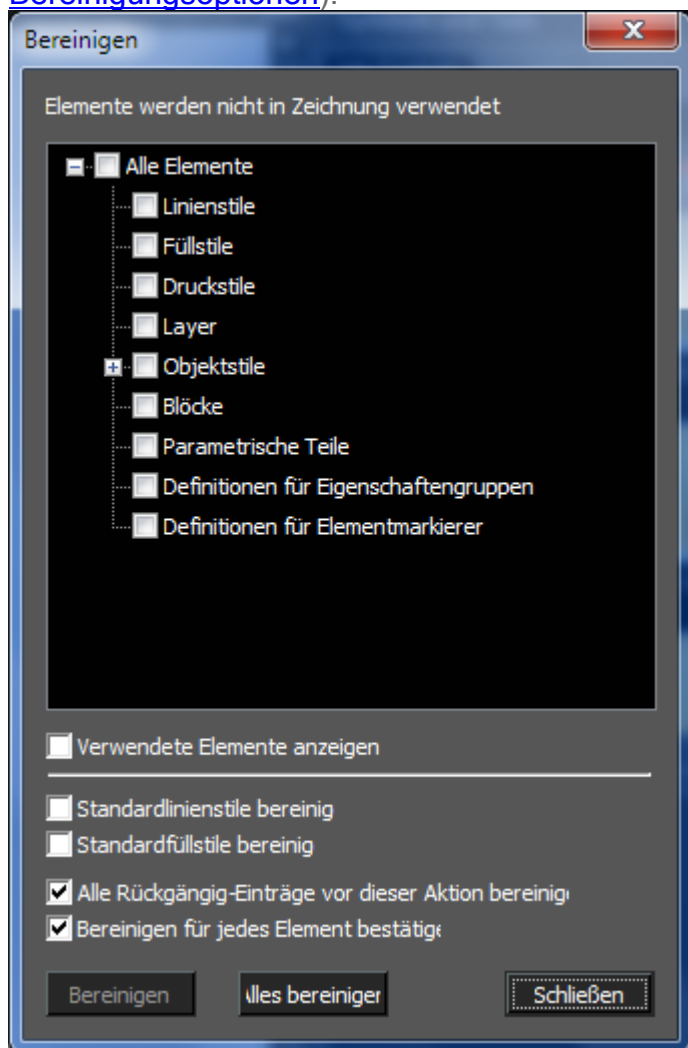 Bereinigungsoptionen).
Bereinigen
Elemente werden nicht in Zeichnung verwendet
Alle Elemente
Linienstile
Füllstile
Druckstile
Layer
Objektstile
Blöcke
Parametrische Teile
Definitionen für Eigenschaftengruppen
Definitionen für Elementmarkierer
Verwendete Elemente anzeigen
Standardlinienstile bereinig
Standardfüllstile bereinig
Alle Rückgängig-Einträge vor dieser Aktion bereinig
Bereinigen für jedes Element bestätig
Bereinigen lles bereiniger Schließen